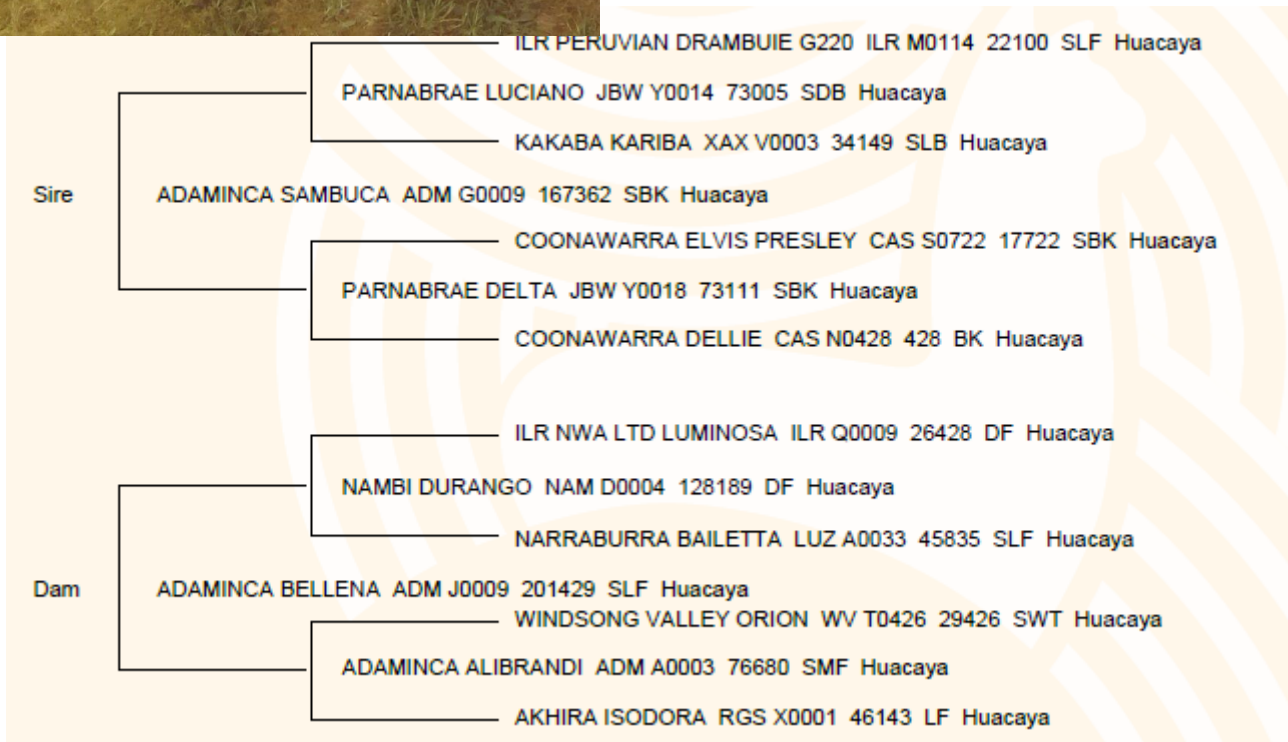 ILR PERUVIAN DRAMBUIE G220 ILR M0114 22100 SLF Huacaya
PARNABRAE LUCIANO JBW Y0014 73005 SDB Huacaya
KAKABA KARIBA XAX V0003 34149 SLB Huacaya
Sire ADAMINCA SAMBUCA ADM G0009 167362 SBK Huacaya
COONAWARRA ELVIS PRESLEY CAS S0722 17722 SBK Huacaya
PARNABRAE DELTA JBW Y0018 73111 SBK Huacaya
COONAWARRA DELLIE CAS N0428 428 BK Huacaya
ILR NWA LTD LUMINOSA ILR Q0009 26428 DF Huacaya
NAMBI DURANGO NAM D0004 128189 DF Huacaya
NARRABURRA BAILETTA LUZ A0033 45835 SLF Huacaya
Dam ADAMINCA BELLENA ADM J0009 201429 SLF Huacaya
WINDSONG VALLEY ORION WV T0426 29426 SWT Huacaya
ADAMINCA ALIBRANDI ADM A0003 76680 SMF Huacaya
AKHIRA ISODORA RGS X0001 46143 LF Huacaya